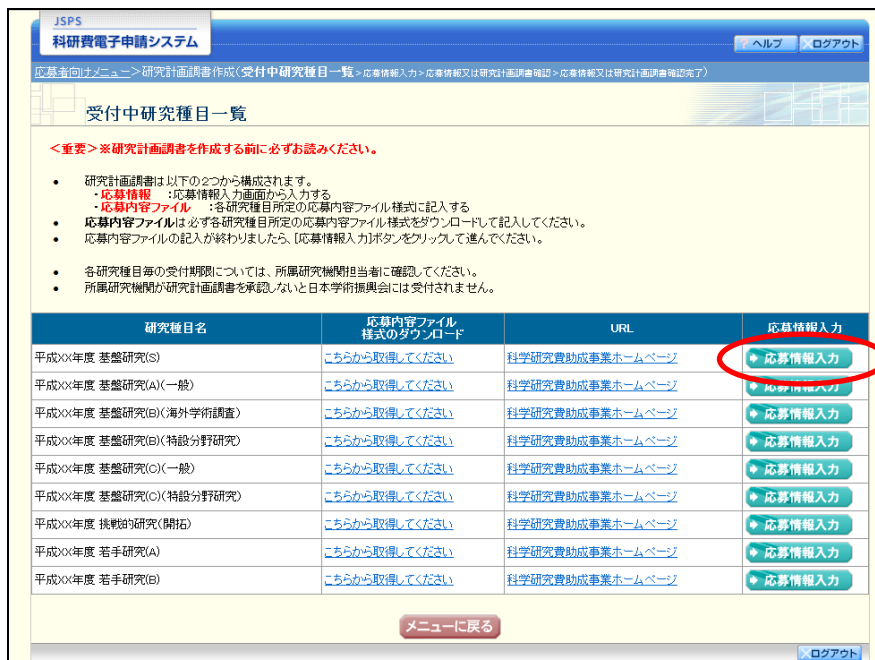 JSPS
科研費電子申請システム
? ヘルプ
×ログアウト
応募者向けメニュー＞研究計画調書作成(受付中研究種目一覧＞応募情報入力＞応募情報又は研究計画調書確認＞応募情報又は研究計画調書確認完了)
受付中研究種目一覧
＜重要＞※研究計画調書を作成する前に必ずお読みください。
● 研究計画調書は以下の2つから構成されます。
・応募情報　：応募情報入力画面から入力する
・応募内容ファイル　：各研究種目所定の応募内容ファイル様式に記入する
● 応募内容ファイルは必ず各研究種目所定の応募内容ファイル様式をダウンロードして記入してください。
● 応募内容ファイルの記入が終わりましたら、[応募情報入力]ボタンをクリックして進んでください。
● 各研究種目毎の受付期限については、所属研究機関担当者に確認してください。
● 所属研究機関が研究計画調書を承認しないと日本学術振興会には受付されません。
研究種目名 応募内容ファイル様式のダウンロード URL 応募情報入力
平成XX年度 基盤研究(S) こちらから取得してください 科学研究費助成事業ホームページ 応募情報入力
平成XX年度 基盤研究(A)(一般) こちらから取得してください 科学研究費助成事業ホームページ 応募情報入力
平成XX年度 基盤研究(B)(海外学術調査) こちらから取得してください 科学研究費助成事業ホームページ 応募情報入力
平成XX年度 基盤研究(B)(特設分野研究) こちらから取得してください 科学研究費助成事業ホームページ 応募情報入力
平成XX年度 基盤研究(C)(一般) こちらから取得してください 科学研究費助成事業ホームページ 応募情報入力
平成XX年度 基盤研究(C)(特設分野研究) こちらから取得してください 科学研究費助成事業ホームページ 応募情報入力
平成XX年度 挑戦的研究(開拓) こちらから取得してください 科学研究費助成事業ホームページ 応募情報入力
平成XX年度 若手研究(A) こちらから取得してください 科学研究費助成事業ホームページ 応募情報入力
平成XX年度 若手研究(B) こちらから取得してください 科学研究費助成事業ホームページ 応募情報入力
メニューに戻る
×ログアウト